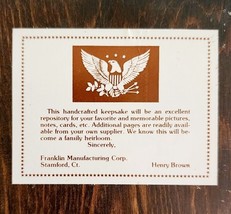 This handcrafted keepsake will be an excellent
repository for your favorite and memorable pictures,
notes, cards, etc. Additional pages are readily avail-
able from your own supplier. We know this will be-
come a family heirloom.
Sincerely,
Franklin Manufacturing Corp.
Stamford, Ct. Henry Brown